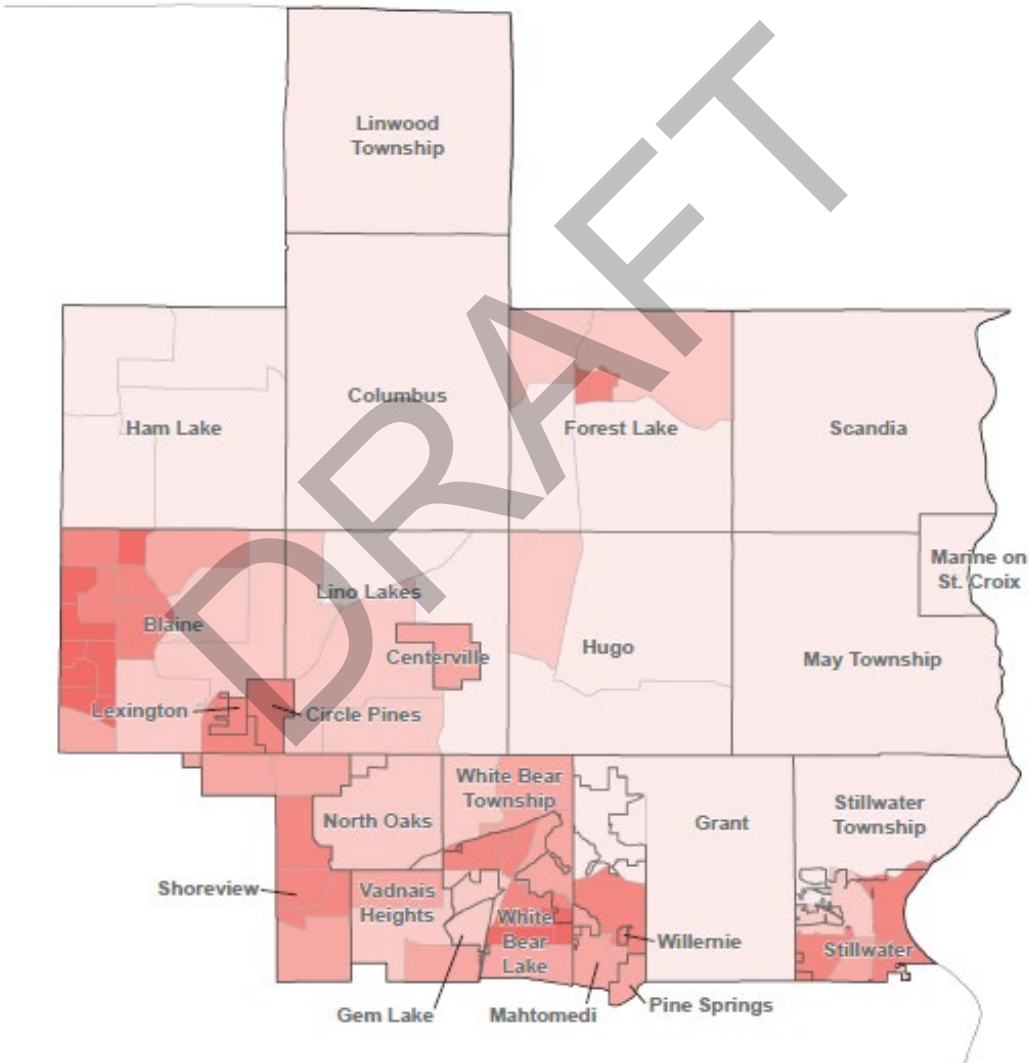 Linwood
Township
Columbus
Ham Lake
Forest Lake
Scandia
Marine on
St. Croix
Lino Lakes
Blaine
Hugo
Centerville
May Township
Lexington
Circle Pines
White Bear
Township
Stillwater
Township
North Oaks
Grant
Shoreview
Vadnais
Heights
White
Bear
Lake
Willernie
Stillwater
Gem Lake
Mahtomedi
Pine Springs
DRAFT